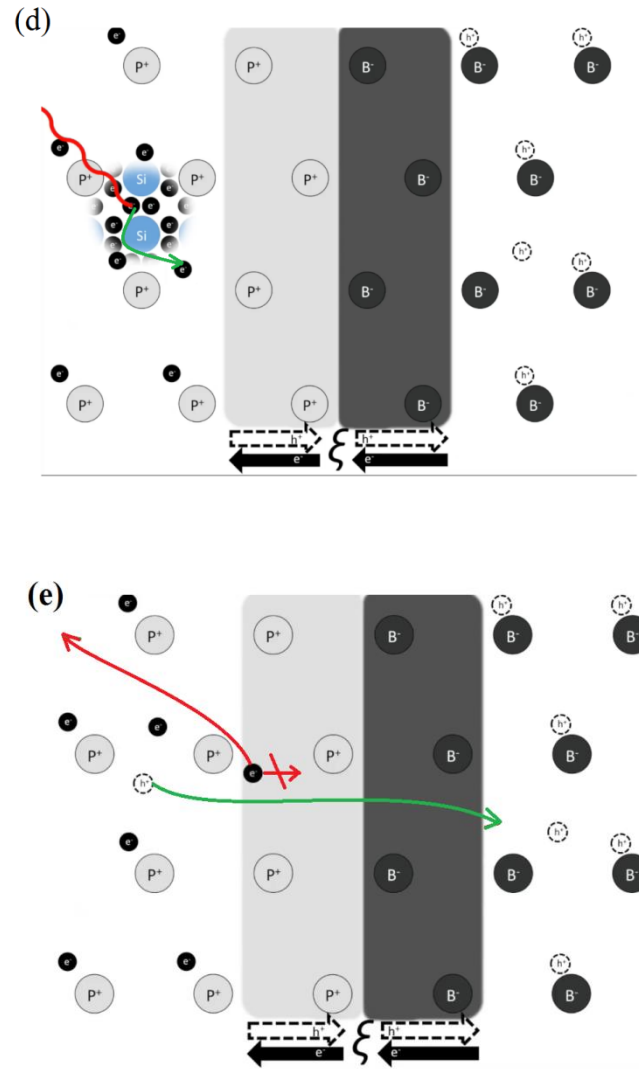 (d)
e⁻ h⁺ h⁺
P⁺ P⁺ B⁻ B⁻ B⁻
e⁻ e⁻ h⁺
P⁺ Si P⁺ P⁺ B⁻ B⁻
e⁻ e⁻
e⁻ e⁻
e⁻ Si e⁻
e⁻ e⁻ h⁺ h⁺
P⁺ P⁺ B⁻ B⁻ B⁻
e⁻ e⁻ h⁺
P⁺ P⁺ P⁺ B⁻ B⁻
h⁺ ξ h⁺
e⁻ e⁻
(e)
e⁻ h⁺ h⁺
P⁺ P⁺ B⁻ B⁻ B⁻
e⁻ e⁻ h⁺
P⁺ P⁺ P⁺ B⁻ B⁻
h⁺ e⁻
e⁻ h⁺ h⁺
P⁺ P⁺ B⁻ B⁻ B⁻
e⁻ e⁻ h⁺
P⁺ P⁺ P⁺ B⁻ B⁻
h⁺ ξ h⁺
e⁻ e⁻